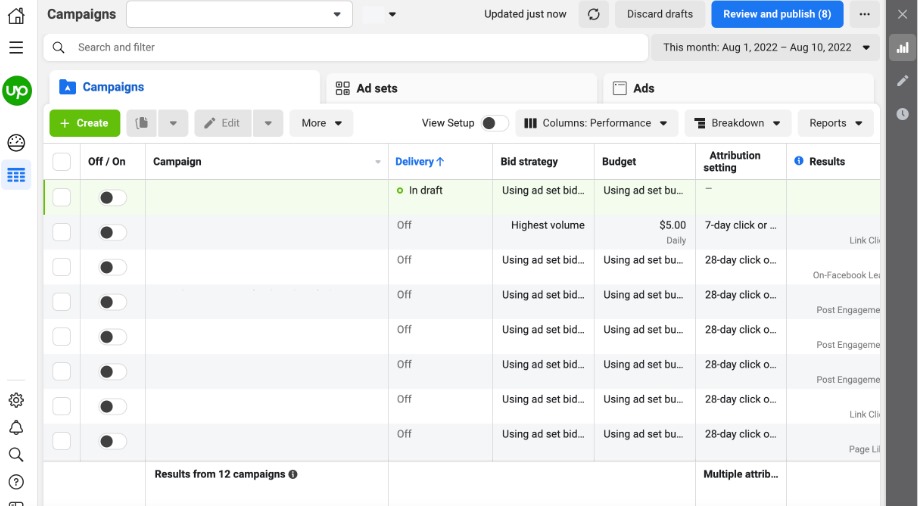 Campaigns
Updated just now
Discard drafts
Review and publish (8)
Search and filter
This month: Aug 1, 2022 – Aug 10, 2022
up
Campaigns
Ad sets
Ads
+ Create
Edit
More
View Setup
Columns: Performance
Breakdown
Reports
Off / On
Campaign
Delivery ↑
Bid strategy
Budget
Attribution
setting
Results
In draft
Using ad set bid...
Using ad set bu...
—
Off
Highest volume
$5.00
Daily
7-day click or ...
Link Clic
Off
Using ad set bid...
Using ad set bu...
28-day click o...
On-Facebook Lea
Off
Using ad set bid...
Using ad set bu...
28-day click o...
Post Engageme
Off
Using ad set bid...
Using ad set bu...
28-day click o...
Post Engageme
Off
Using ad set bid...
Using ad set bu...
28-day click o...
Post Engageme
Off
Using ad set bid...
Using ad set bu...
28-day click o...
Link Clic
Off
Using ad set bid...
Using ad set bu...
28-day click o...
Page Lil
Results from 12 campaigns
Multiple attrib...